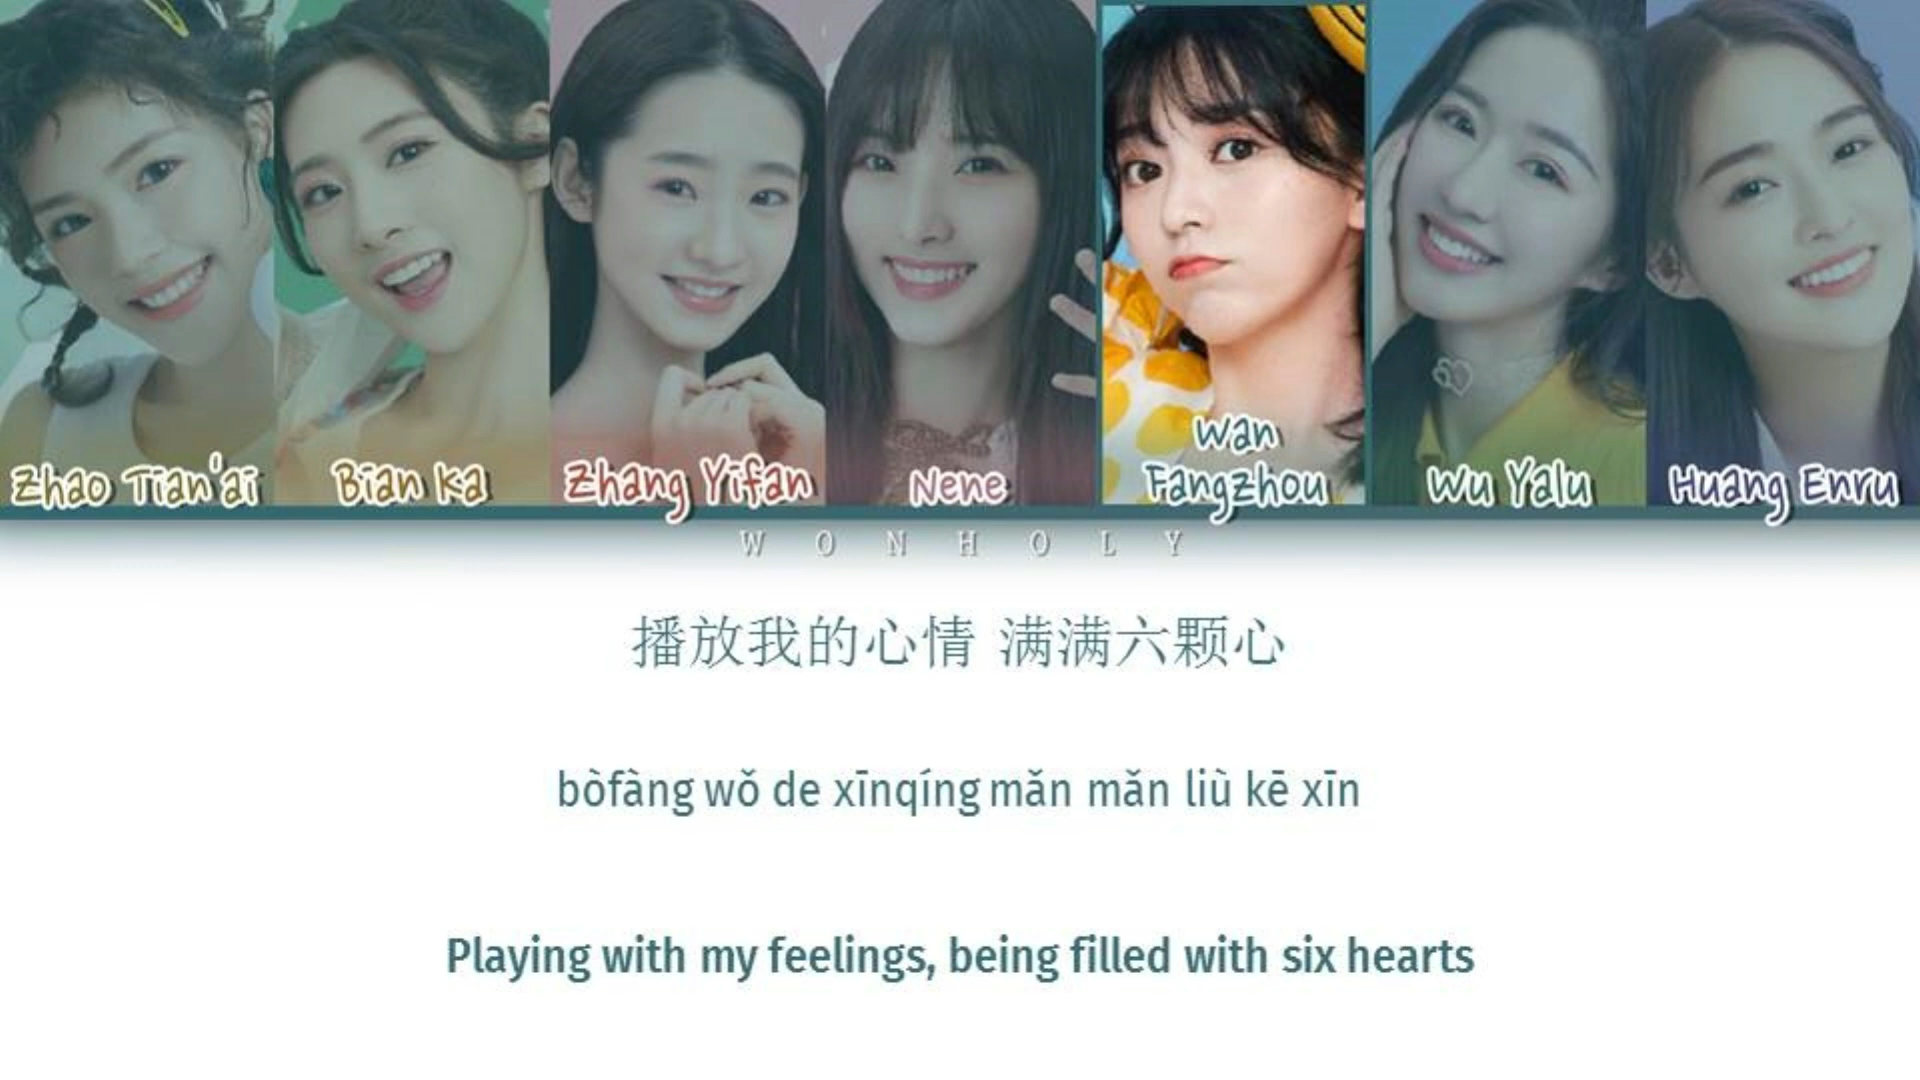 Zhao Tian'ai
Bian Ka
Zhang Yifan
Nene
Wan
Fangzhou
Wu Yalu
Huang Enru
W O N H O L Y
播放我的心情 满满六颗心
bòfàng wǒ de xīnqíng mǎn mǎn liù kē xīn
Playing with my feelings, being filled with six hearts